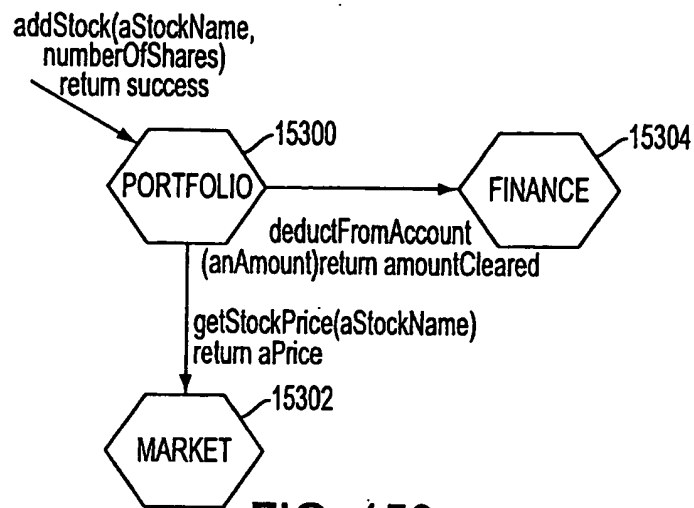 addStock(aStockName,
numberOfShares)
return success
15300
15304
PORTFOLIO
FINANCE
deductFromAccount
(anAmount)return amountCleared
getStockPrice(aStockName)
return aPrice
15302
MARKET